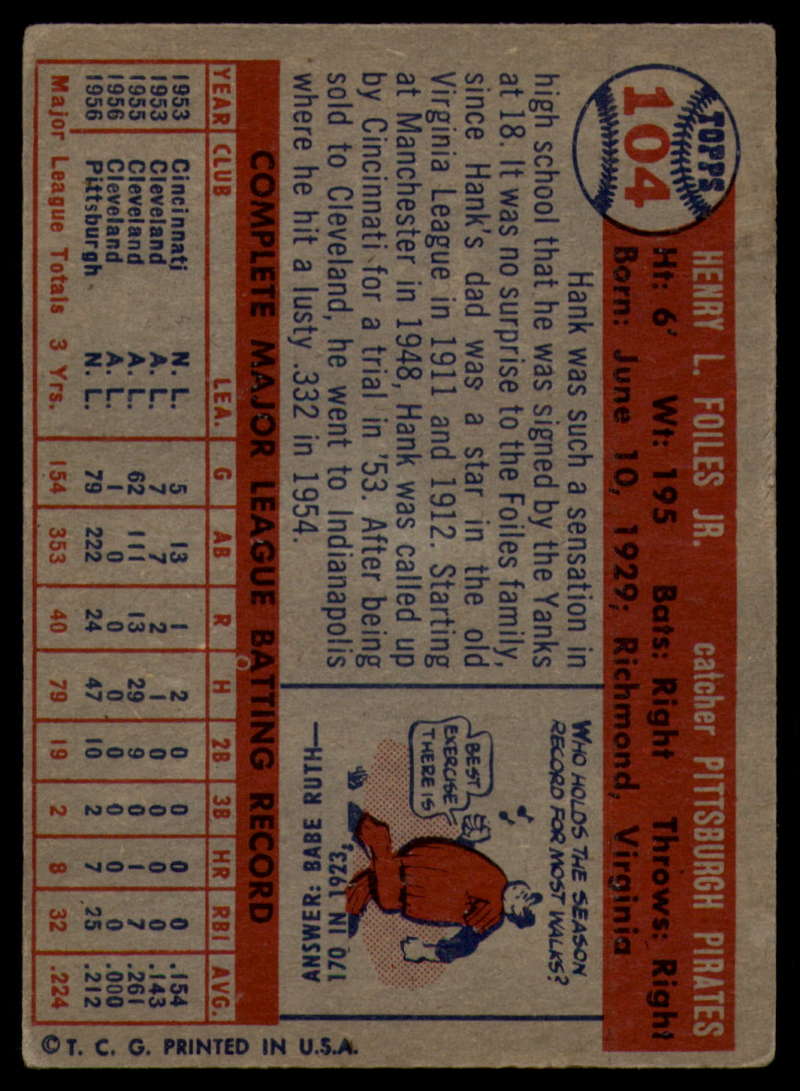 TOPPS
104
HENRY L. FOILES JR. catcher PITTSBURGH PIRATES
Ht: 6' Wt: 195 Bats: Right Throws: Right
Born: June 10, 1929; Richmond, Virginia
Hank was such a sensation in
high school that he was signed by the Yanks
at 18. It was no surprise to the Foiles family,
since Hank's dad was a star in the old
Virginia League in 1911 and 1912. Starting
at Manchester in 1948, Hank was called up
by Cincinnati for a trial in '53. After being
sold to Cleveland, he went to Indianapolis
where he hit a lusty .332 in 1954.
WHO HOLDS THE SEASON
RECORD FOR MOST WALKS?
BEST
EXERCISE
THERE IS
ANSWER: BABE RUTH—
170 IN 1923.
COMPLETE MAJOR LEAGUE BATTING RECORD
YEAR CLUB LEA. G AB R H 2B 3B HR RBI AVG.
1953 Cincinnati N. L. 5 13 1 2 0 0 0 0 .154
1953 Cleveland A. L. 7 7 2 1 0 0 0 0 .143
1955 Cleveland A. L. 62 111 13 29 9 0 1 7 .261
1956 Cleveland A. L. 1 0 0 0 0 0 0 0 .000
1956 Pittsburgh N. L. 79 222 24 47 10 2 7 25 .212
Major League Totals 3 Yrs. 154 353 40 79 19 2 8 32 .224
© T. C. G. PRINTED IN U.S.A.